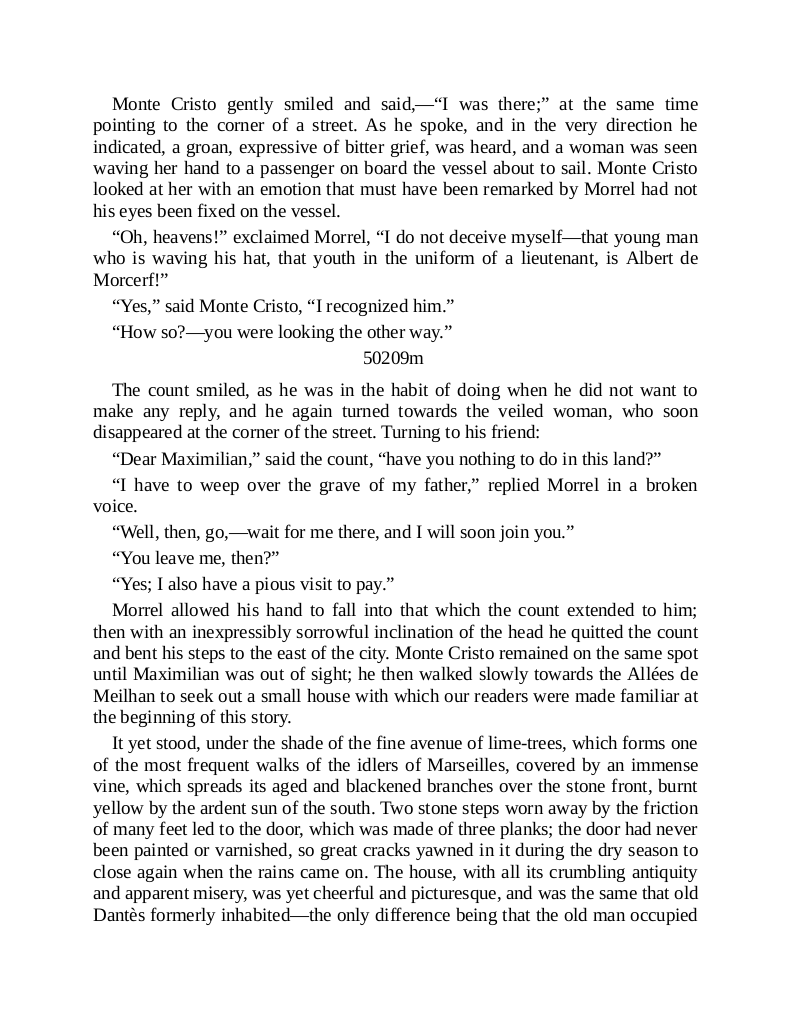 Monte Cristo gently smiled and said,—“I was there;” at the same time
pointing to the corner of a street. As he spoke, and in the very direction he
indicated, a groan, expressive of bitter grief, was heard, and a woman was seen
waving her hand to a passenger on board the vessel about to sail. Monte Cristo
looked at her with an emotion that must have been remarked by Morrel had not
his eyes been fixed on the vessel.
“Oh, heavens!” exclaimed Morrel, “I do not deceive myself—that young man
who is waving his hat, that youth in the uniform of a lieutenant, is Albert de
Morcerf!”
“Yes,” said Monte Cristo, “I recognized him.”
“How so?—you were looking the other way.”
50209m
The count smiled, as he was in the habit of doing when he did not want to
make any reply, and he again turned towards the veiled woman, who soon
disappeared at the corner of the street. Turning to his friend:
“Dear Maximilian,” said the count, “have you nothing to do in this land?”
“I have to weep over the grave of my father,” replied Morrel in a broken
voice.
“Well, then, go,—wait for me there, and I will soon join you.”
“You leave me, then?”
“Yes; I also have a pious visit to pay.”
Morrel allowed his hand to fall into that which the count extended to him;
then with an inexpressibly sorrowful inclination of the head he quitted the count
and bent his steps to the east of the city. Monte Cristo remained on the same spot
until Maximilian was out of sight; he then walked slowly towards the Allées de
Meilhan to seek out a small house with which our readers were made familiar at
the beginning of this story.
It yet stood, under the shade of the fine avenue of lime-trees, which forms one
of the most frequent walks of the idlers of Marseilles, covered by an immense
vine, which spreads its aged and blackened branches over the stone front, burnt
yellow by the ardent sun of the south. Two stone steps worn away by the friction
of many feet led to the door, which was made of three planks; the door had never
been painted or varnished, so great cracks yawned in it during the dry season to
close again when the rains came on. The house, with all its crumbling antiquity
and apparent misery, was yet cheerful and picturesque, and was the same that old
Dantès formerly inhabited—the only difference being that the old man occupied